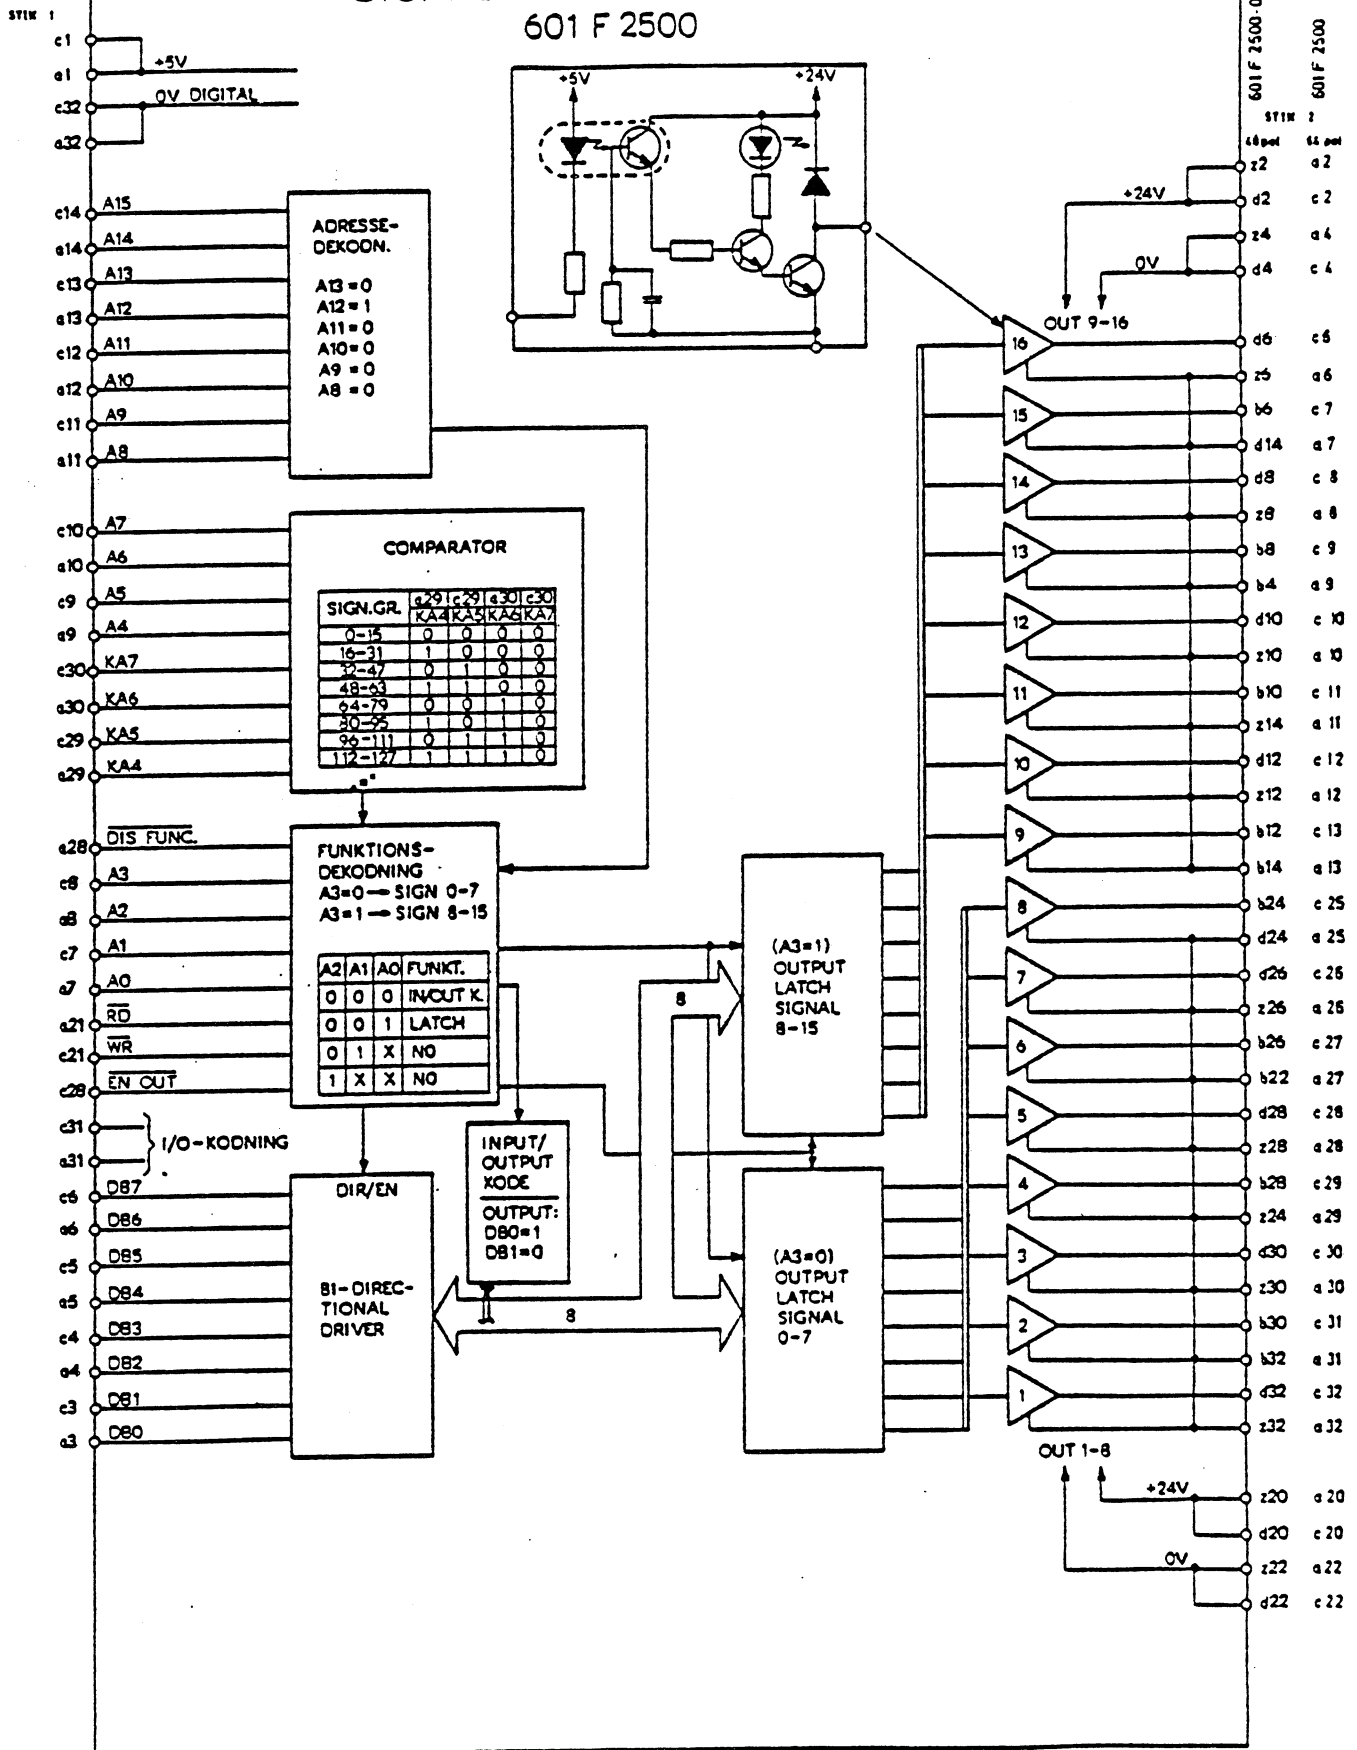 601 F 2500
601 F 2500-0
601 F 2500
STIK 1
STIK 2
48pol 64 pol
c1
a1
+5V
c32
0V DIGITAL
a32
+5V
+24V
c14 A15
a14 A14
c13 A13
a13 A12
c12 A11
a12 A10
c11 A9
a11 A8
ADRESSE-
DEKODN.
A13=0
A12=1
A11=0
A10=0
A9=0
A8=0
c10 A7
a10 A6
c9 A5
a9 A4
c30 KA7
a30 KA6
c29 KA5
a29 KA4
COMPARATOR
SIGN.GR. a29 c29 a30 c30
KA4 KA5 KA6 KA7
0-15 0 0 0 0
16-31 1 0 0 0
32-47 0 1 0 0
48-63 1 1 0 0
64-79 0 0 1 0
80-95 1 0 1 0
96-111 0 1 1 0
112-127 1 1 1 0
"="
a28 DIS FUNC.
c8 A3
a8 A2
c7 A1
a7 A0
a21 RD
c21 WR
c28 EN OUT
FUNKTIONS-
DEKODNING
A3=0→SIGN 0-7
A3=1→SIGN 8-15
A2 A1 A0 FUNKT.
0 0 0 IN/OUT K.
0 0 1 LATCH
0 1 X NO
1 X X NO
c31
a31
I/O-KODNING
c6 DB7
a6 DB6
c5 DB5
a5 DB4
c4 DB3
a4 DB2
c3 DB1
a3 DB0
DIR/EN
BI-DIREC-
TIONAL
DRIVER
INPUT/
OUTPUT
KODE
OUTPUT:
DB0=1
DB1=0
8
8
(A3=1)
OUTPUT
LATCH
SIGNAL
8-15
(A3=0)
OUTPUT
LATCH
SIGNAL
0-7
z2 a2
+24V d2 c2
z4 a4
0V d4 c4
OUT 9-16
16 d6 c6
z6 a6
15 b6 c7
d14 a7
14 d8 c8
z8 a8
13 b8 c9
b4 a9
12 d10 c10
z10 a10
11 b10 c11
z14 a11
10 d12 c12
z12 a12
9 b12 c13
b14 a13
8 b24 c25
d24 a25
7 d26 c26
z26 a26
6 b26 c27
b22 a27
5 d28 c28
z28 a28
4 b28 c29
z24 a29
3 d30 c30
z30 a30
2 b30 c31
b32 a31
1 d32 c32
z32 a32
OUT 1-8
+24V z20 a20
d20 c20
0V z22 a22
d22 c22